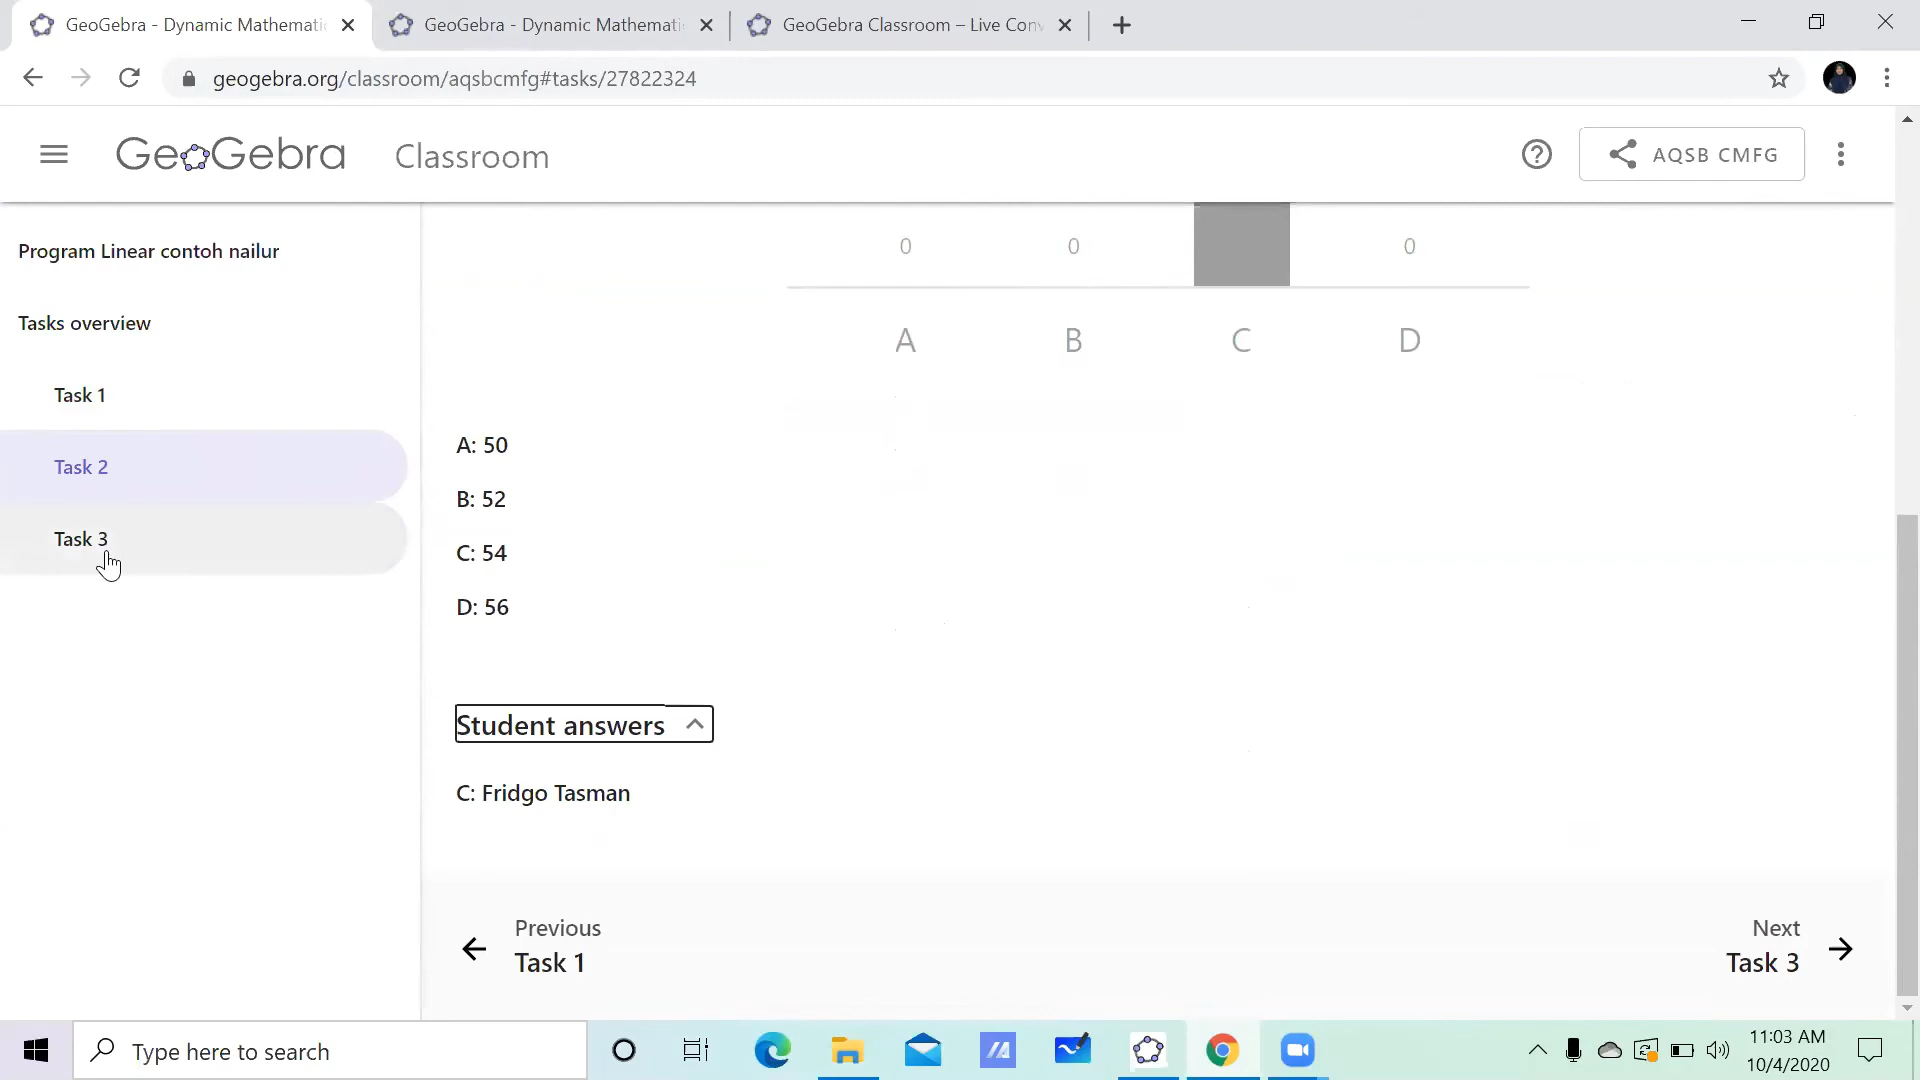 GeoGebra - Dynamic Mathemati
GeoGebra - Dynamic Mathemati
GeoGebra Classroom – Live Con
geogebra.org/classroom/aqsbcmfg#tasks/27822324
GeoGebra
Classroom
AQSB CMFG
Program Linear contoh nailur
Tasks overview
Task 1
Task 2
Task 3
0
0
0
A
B
C
D
A: 50
B: 52
C: 54
D: 56
Student answers
C: Fridgo Tasman
Previous
Task 1
Next
Task 3
Type here to search
11:03 AM
10/4/2020